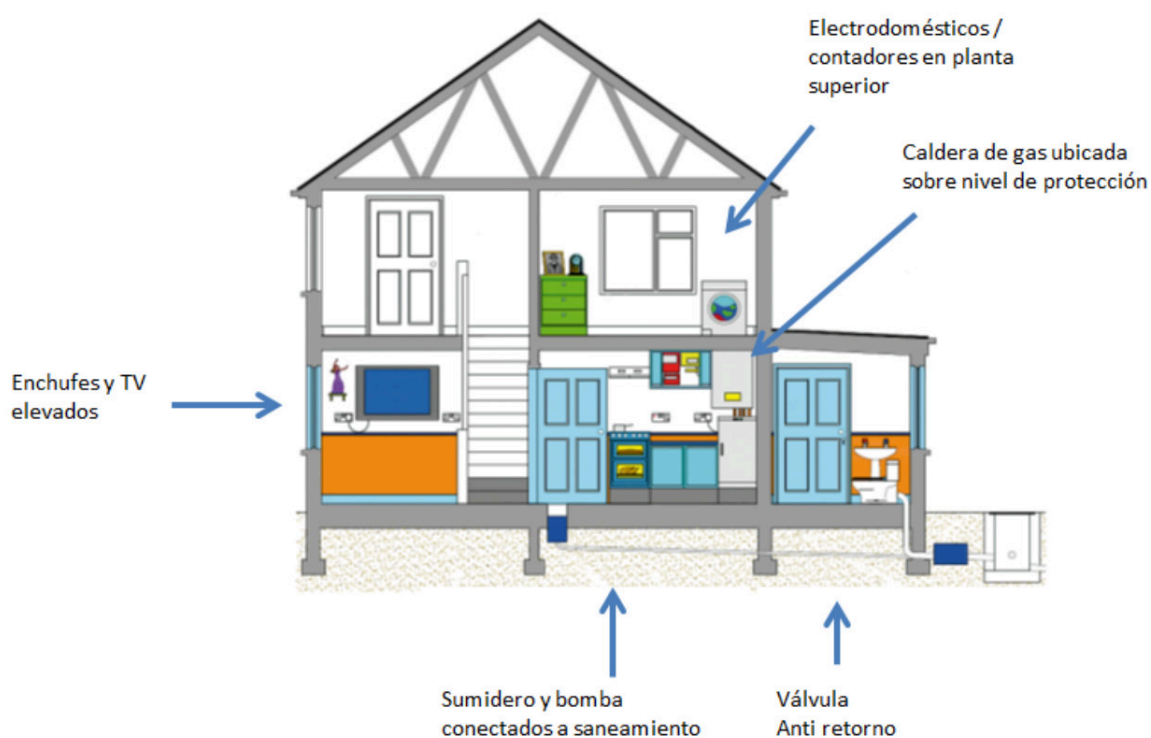 Electrodomésticos /
contadores en planta
superior
Caldera de gas ubicada
sobre nivel de protección
Enchufes y TV
elevados
Sumidero y bomba
conectados a saneamiento
Válvula
Anti retorno